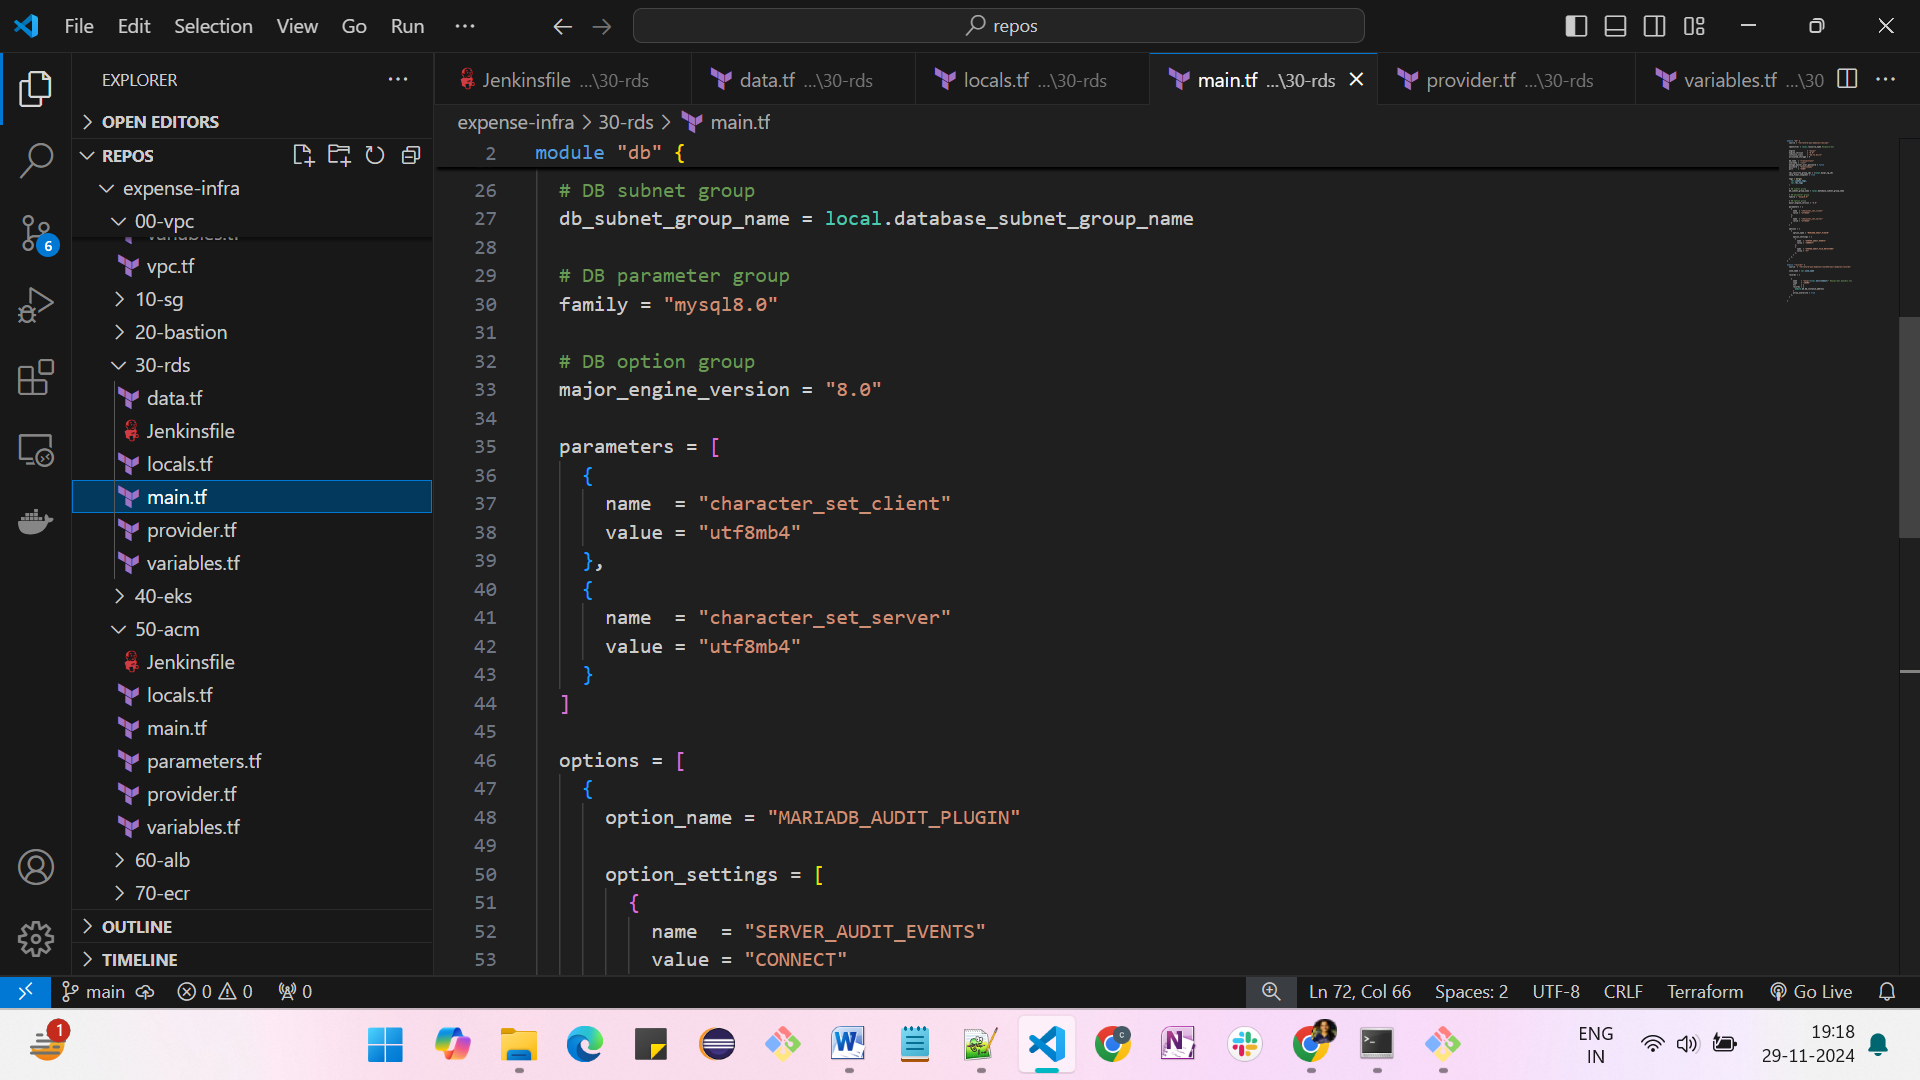 File Edit Selection View Go Run
repos
EXPLORER
OPEN EDITORS
REPOS
expense-infra
00-vpc
vpc.tf
10-sg
20-bastion
30-rds
data.tf
Jenkinsfile
locals.tf
main.tf
provider.tf
variables.tf
40-eks
50-acm
Jenkinsfile
locals.tf
main.tf
parameters.tf
provider.tf
variables.tf
60-alb
70-ecr
OUTLINE
TIMELINE
6
Jenkinsfile ...\30-rds
data.tf ...\30-rds
locals.tf ...\30-rds
main.tf ...\30-rds
provider.tf ...\30-rds
variables.tf ...\30
expense-infra > 30-rds > main.tf
2 module "db" {
26 # DB subnet group
27 db_subnet_group_name = local.database_subnet_group_name
28
29 # DB parameter group
30 family = "mysql8.0"
31
32 # DB option group
33 major_engine_version = "8.0"
34
35 parameters = [
36 {
37 name = "character_set_client"
38 value = "utf8mb4"
39 },
40 {
41 name = "character_set_server"
42 value = "utf8mb4"
43 }
44 ]
45
46 options = [
47 {
48 option_name = "MARIADB_AUDIT_PLUGIN"
49
50 option_settings = [
51 {
52 name = "SERVER_AUDIT_EVENTS"
53 value = "CONNECT"
main 0 0 0
Ln 72, Col 66 Spaces: 2 UTF-8 CRLF Terraform Go Live
1
ENG
IN
19:18
29-11-2024